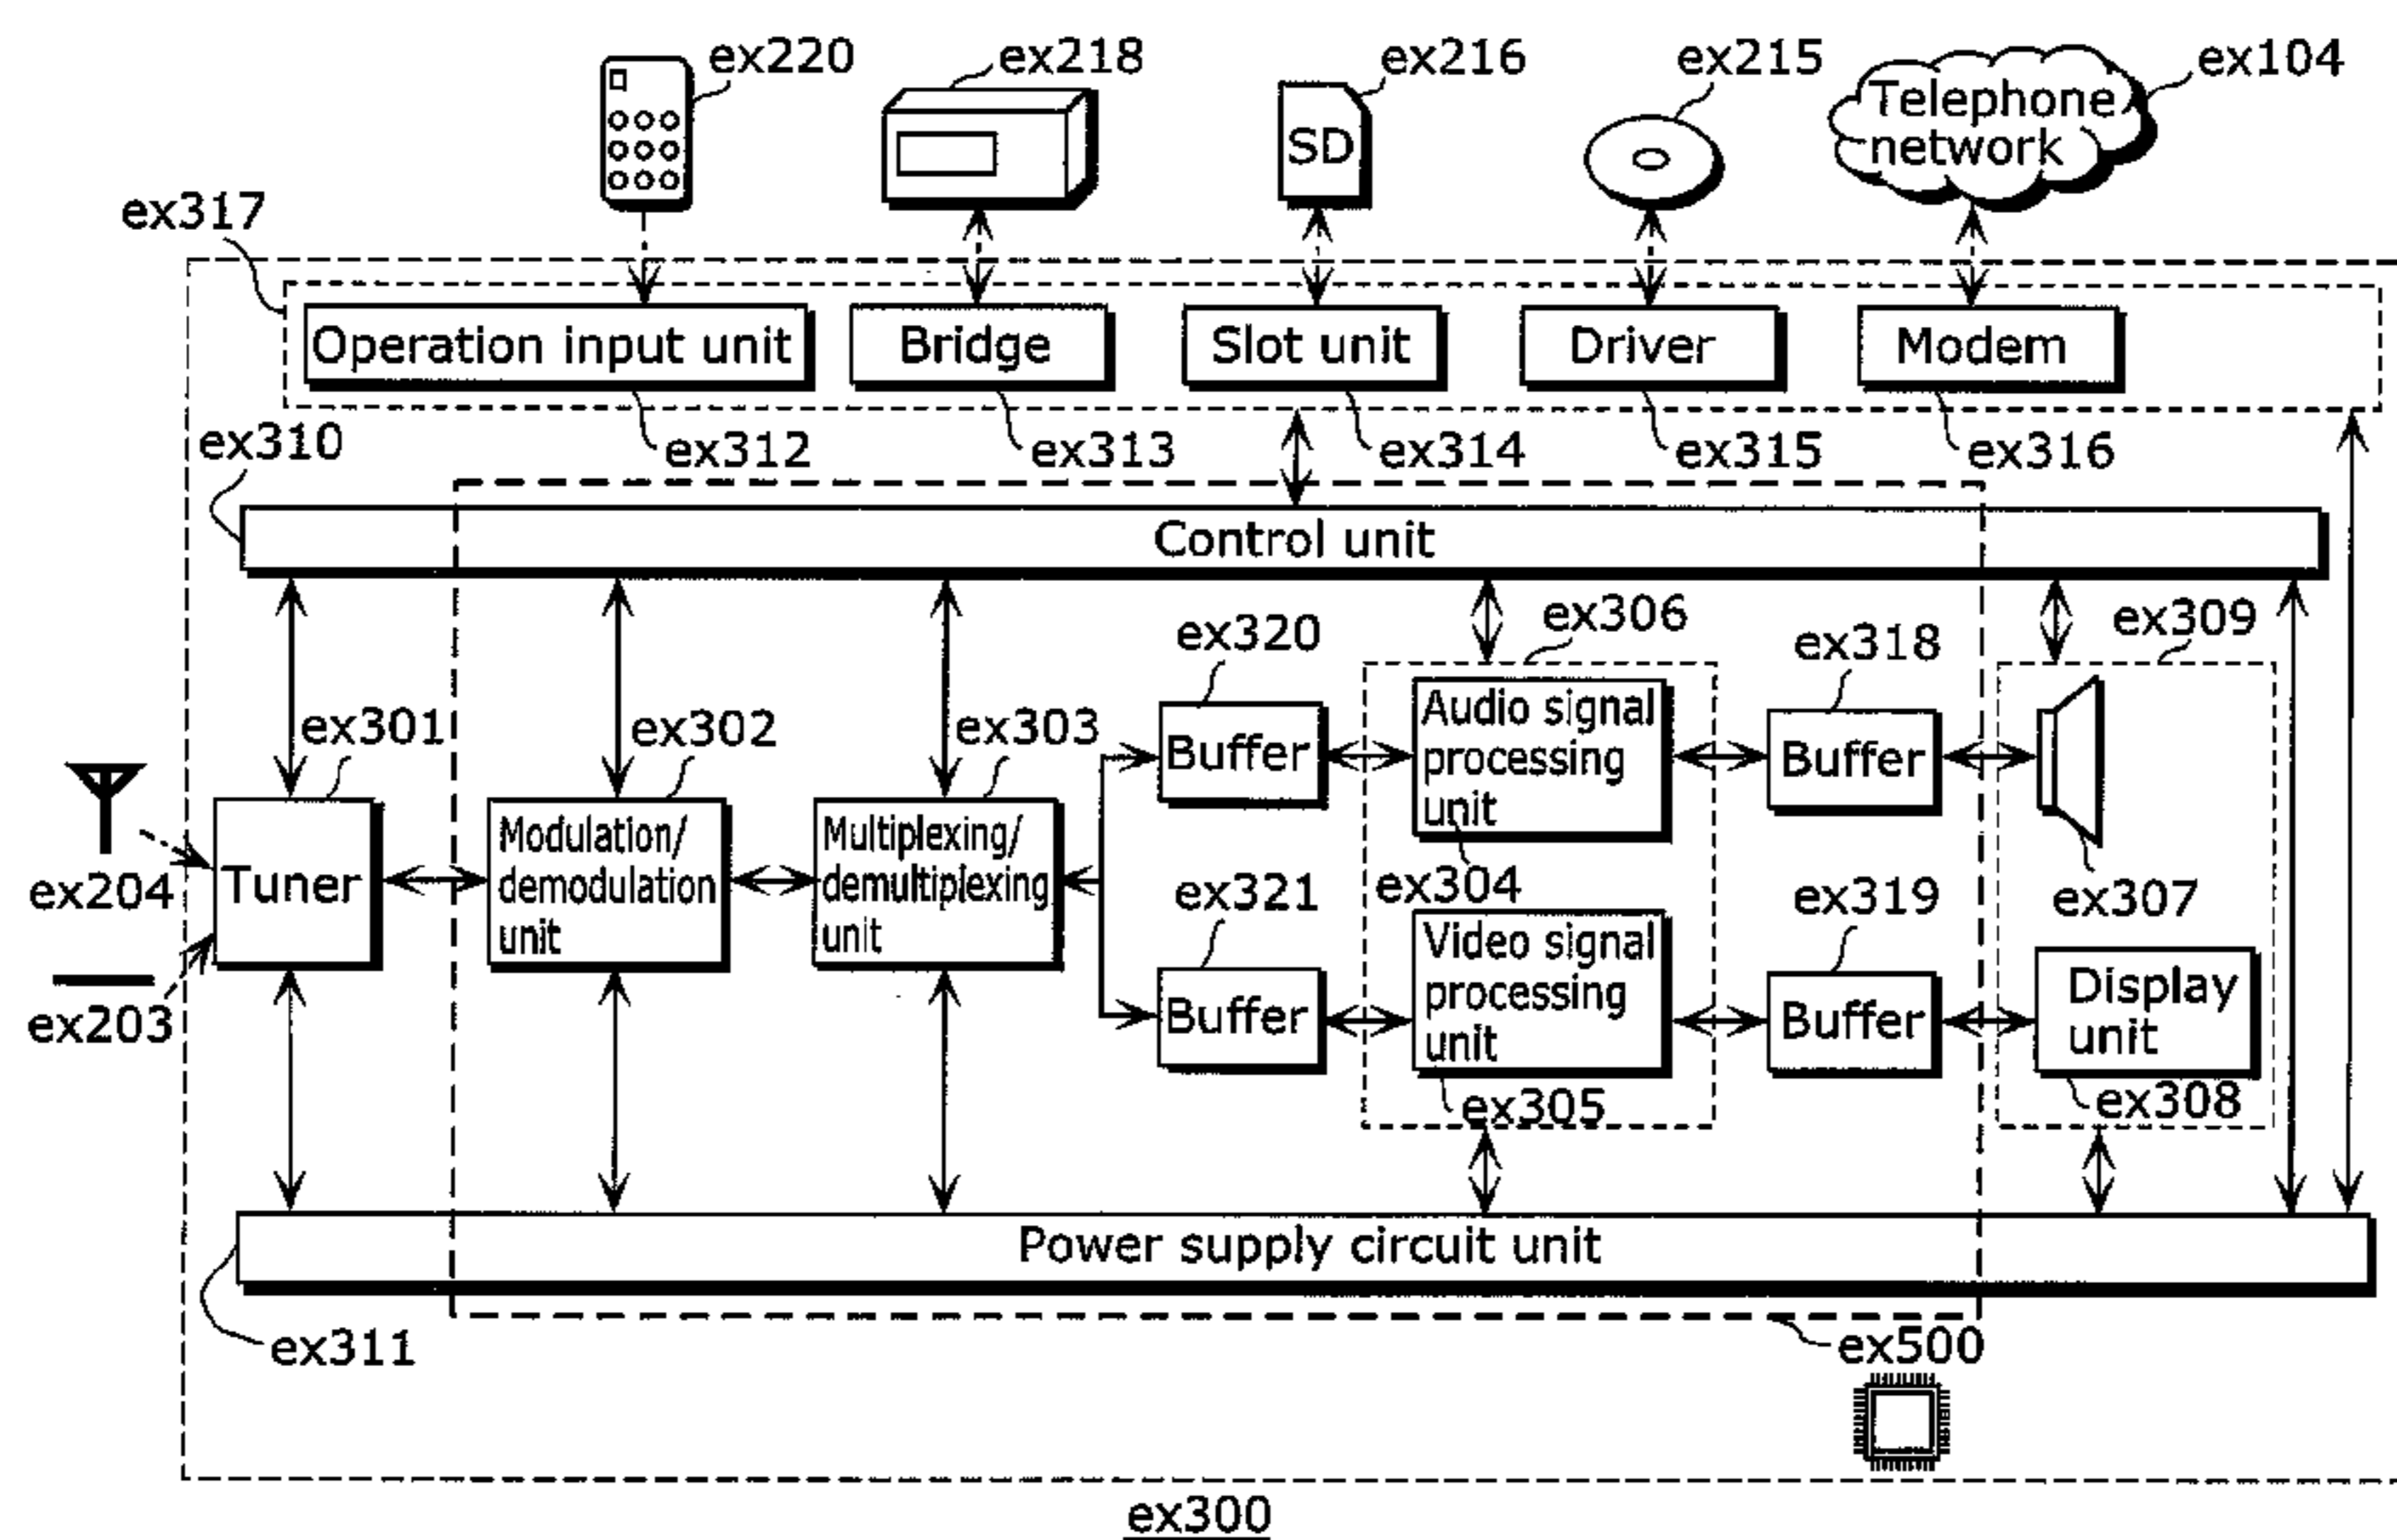 ex220
ex218
ex216
ex215
ex104
Telephone
network
SD
ex317
Operation input unit
Bridge
Slot unit
Driver
Modem
ex310
ex312
ex313
ex314
ex315
ex316
Control unit
ex320
ex306
ex318
ex309
ex301
ex302
ex303
Buffer
Audio signal
processing
unit
Buffer
ex204
Tuner
Modulation/
demodulation
unit
Multiplexing/
demultiplexing
unit
ex304
ex307
ex321
ex319
ex203
Buffer
Video signal
processing
unit
Buffer
Display
unit
ex305
ex308
Power supply circuit unit
ex311
ex500
ex300